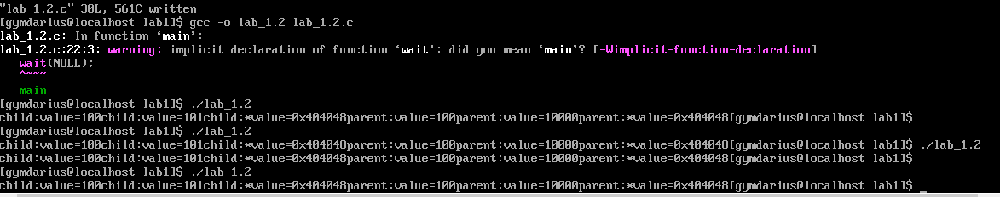 "lab_1.2.c" 30L, 561C written
[gymdarius@localhost lab1]$ gcc -o lab_1.2 lab_1.2.c
lab_1.2.c: In function ‘main’:
lab_1.2.c:22:3: warning: implicit declaration of function ‘wait’; did you mean ‘main’? [-Wimplicit-function-declaration]
wait(NULL);
^~~~
main
[gymdarius@localhost lab1]$ ./lab_1.2
child:value=100child:value=101child:*value=0x404048parent:value=100parent:value=10000parent:*value=0x404048[gymdarius@localhost lab1]$
[gymdarius@localhost lab1]$ ./lab_1.2
child:value=100child:value=101child:*value=0x404048parent:value=100parent:value=10000parent:*value=0x404048[gymdarius@localhost lab1]$ ./lab_1.2
child:value=100child:value=101child:*value=0x404048parent:value=100parent:value=10000parent:*value=0x404048[gymdarius@localhost lab1]$
[gymdarius@localhost lab1]$ ./lab_1.2
child:value=100child:value=101child:*value=0x404048parent:value=100parent:value=10000parent:*value=0x404048[gymdarius@localhost lab1]$ _